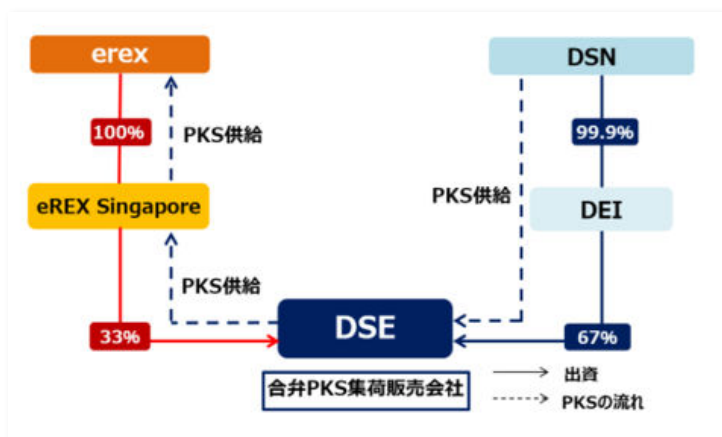 erex
DSN
100%
PKS供給
99.9%
PKS供給
eREX Singapore
DEI
PKS供給
DSE
33%
67%
合弁PKS集荷販売会社
出資
PKSの流れ